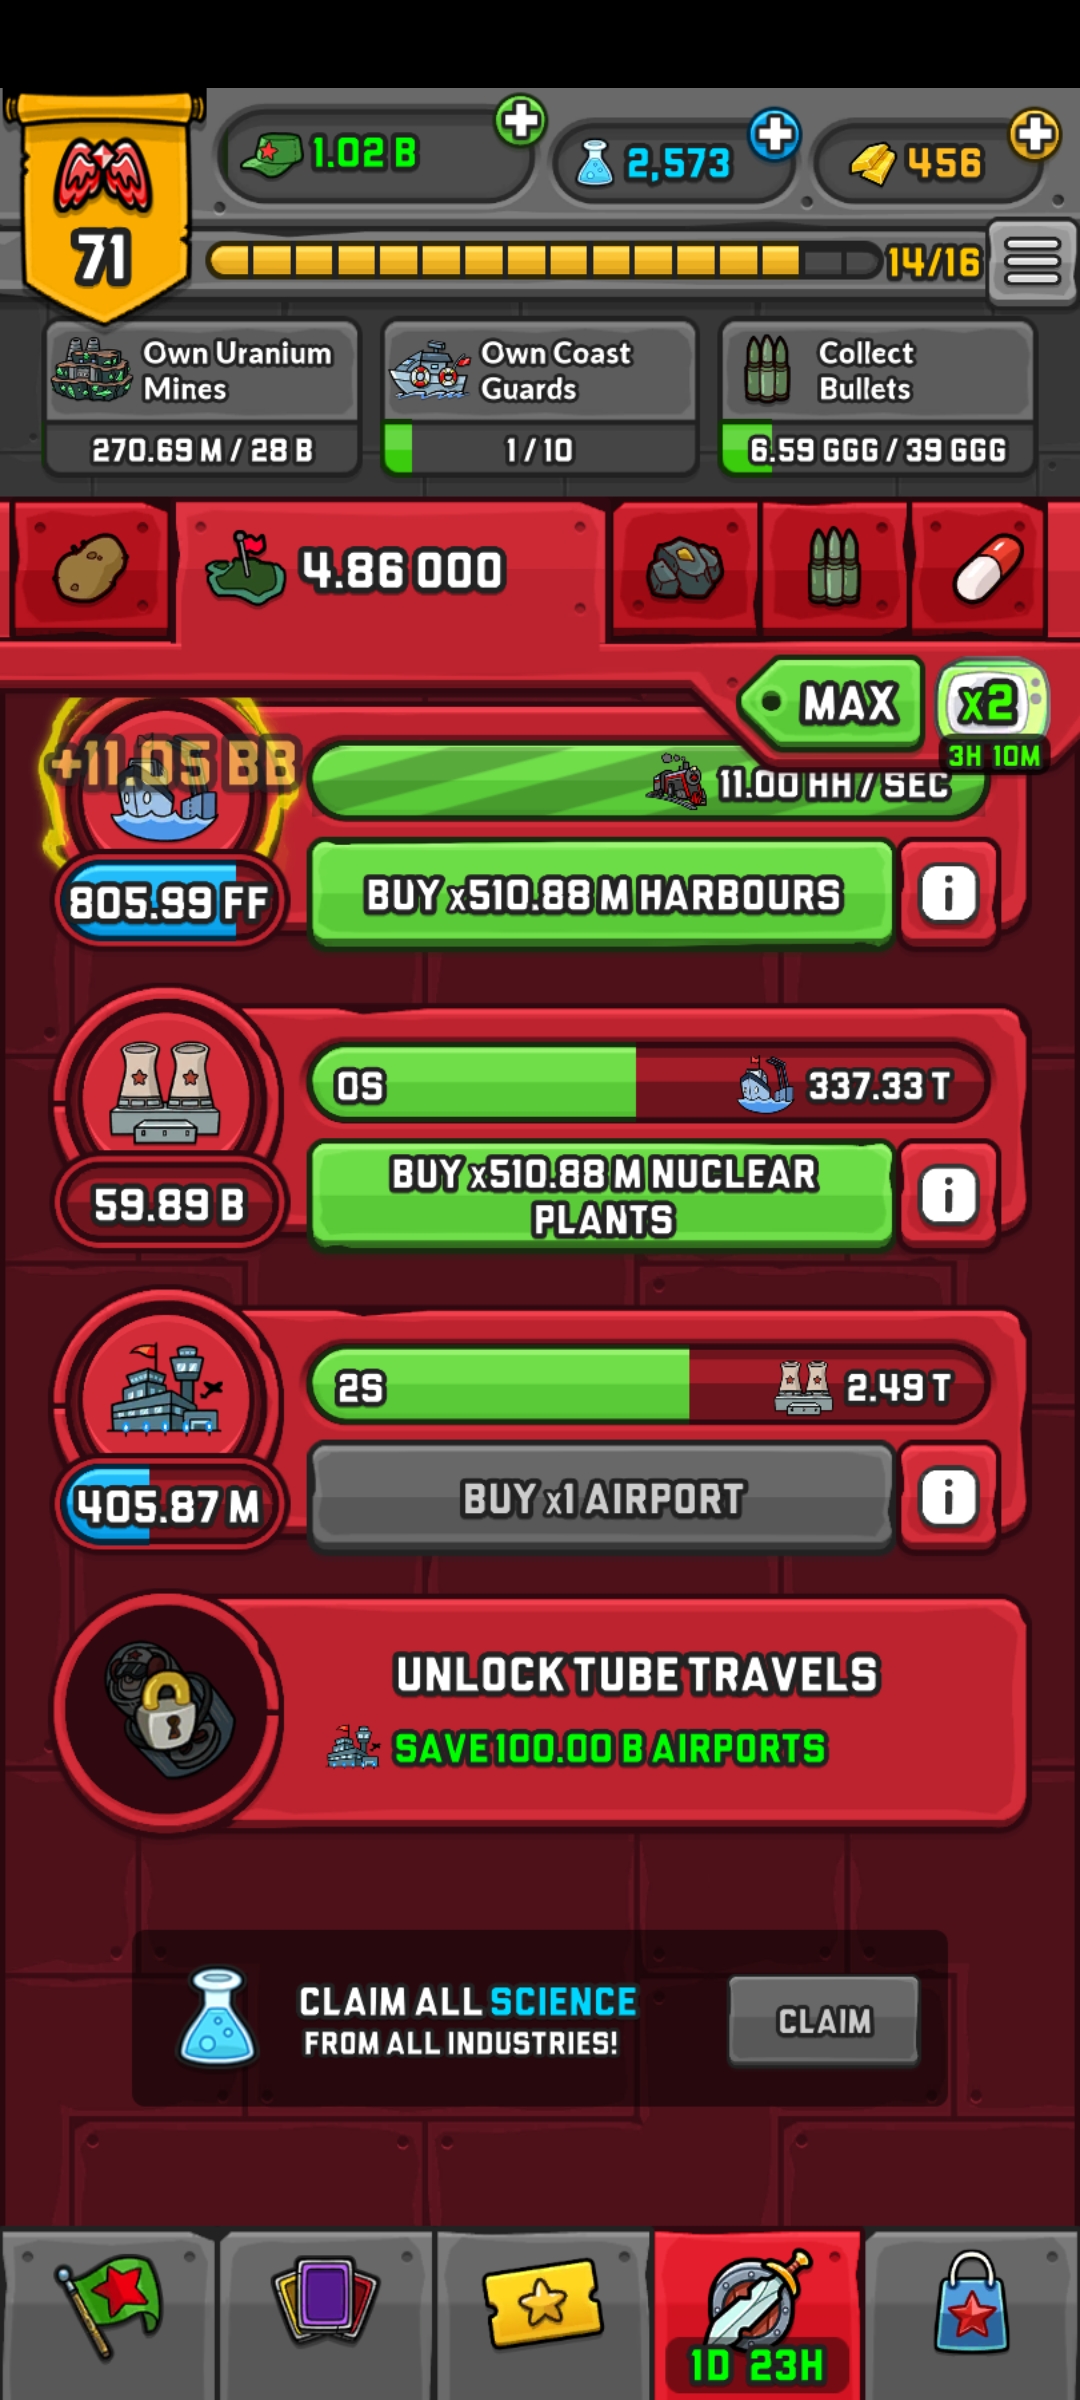 1.02 B
2,573
456
71
14/16
Own Uranium
Mines
270.69 M / 28 B
Own Coast
Guards
1 / 10
Collect
Bullets
6.59 GGG / 39 GGG
4.86 000
MAX
x2
3H 10M
+11.05 BB
11.00 HH / SEC
805.99 FF
BUY x510.88 M HARBOURS
i
0S
337.33 T
59.89 B
BUY x510.88 M NUCLEAR
PLANTS
i
2S
2.49 T
405.87 M
BUY x1 AIRPORT
i
UNLOCK TUBE TRAVELS
SAVE 100.00 B AIRPORTS
CLAIM ALL SCIENCE
FROM ALL INDUSTRIES!
CLAIM
1D 23H